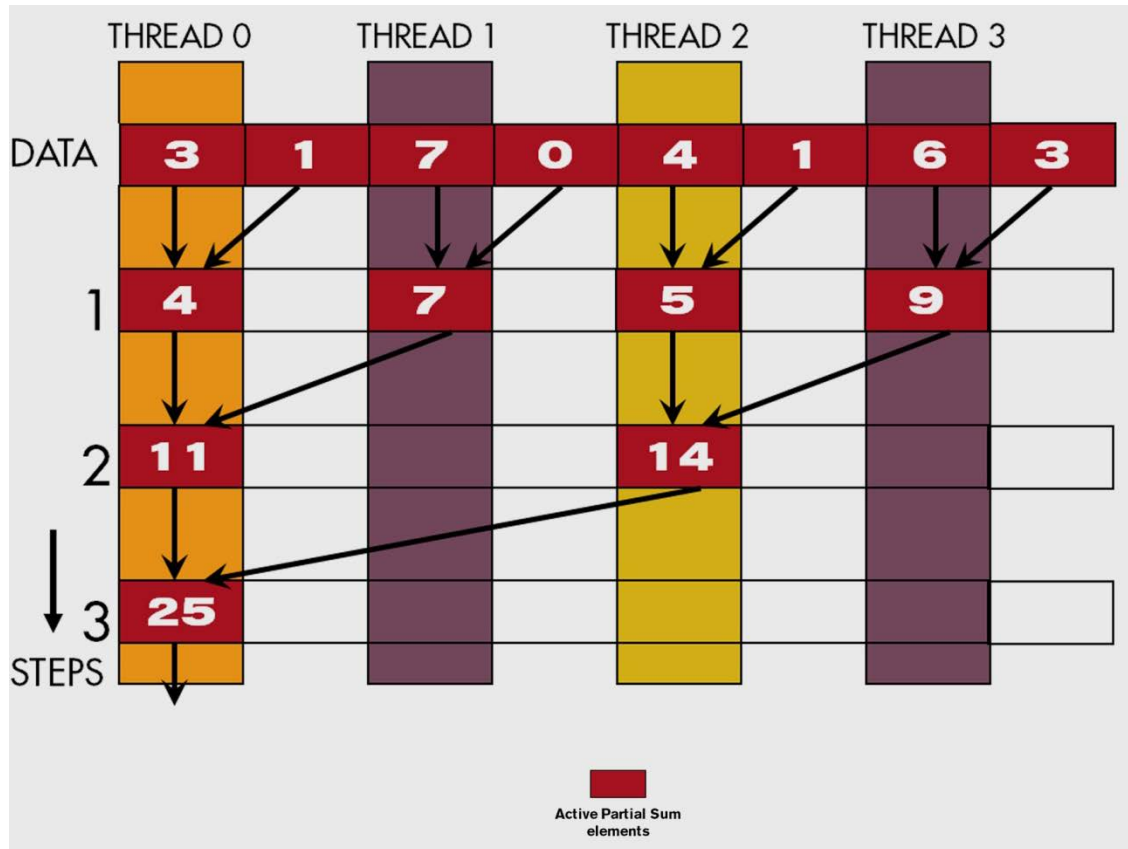 THREAD 0 THREAD 1 THREAD 2 THREAD 3
DATA 3 1 7 0 4 1 6 3
1 4 7 5 9
2 11 14
3 25
STEPS
Active Partial Sum
elements